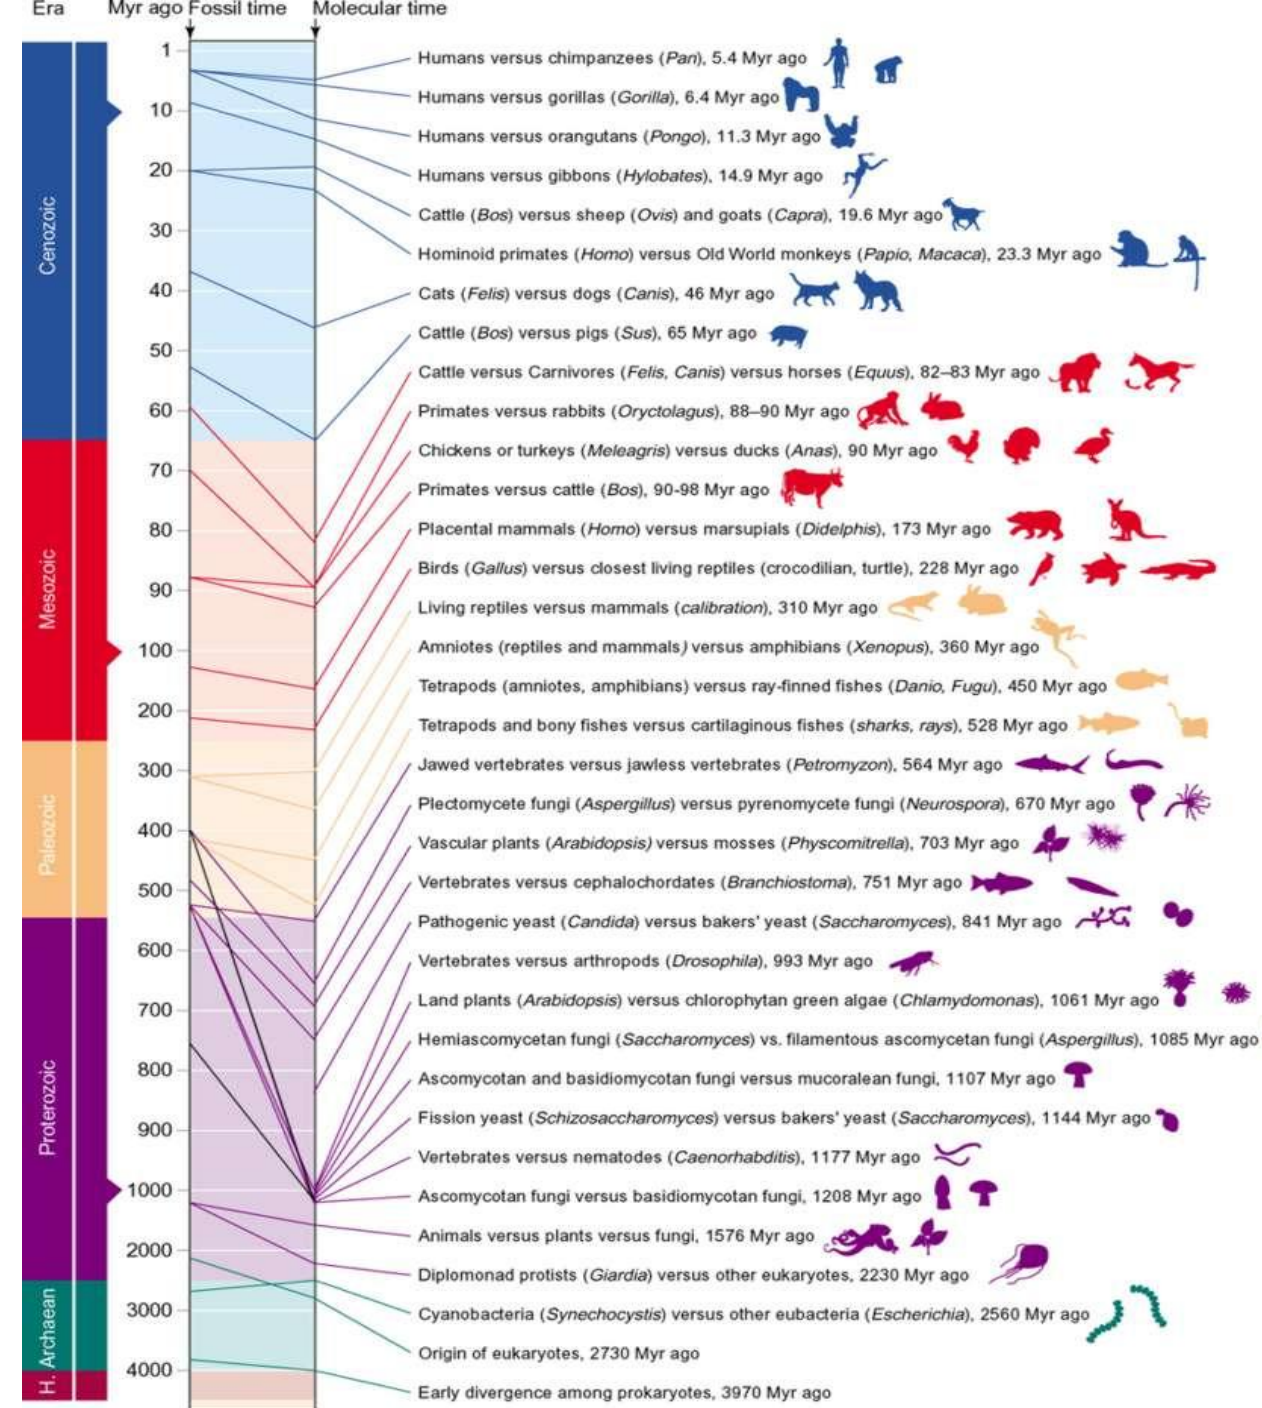 Era Myr ago Fossil time Molecular time
1
10
20
30
40
50
60
70
80
90
100
200
300
400
500
600
700
800
900
1000
2000
3000
4000
Cenozoic
Mesozoic
Paleozoic
Proterozoic
Archaean
H.
Humans versus chimpanzees (Pan), 5.4 Myr ago
Humans versus gorillas (Gorilla), 6.4 Myr ago
Humans versus orangutans (Pongo), 11.3 Myr ago
Humans versus gibbons (Hylobates), 14.9 Myr ago
Cattle (Bos) versus sheep (Ovis) and goats (Capra), 19.6 Myr ago
Hominoid primates (Homo) versus Old World monkeys (Papio, Macaca), 23.3 Myr ago
Cats (Felis) versus dogs (Canis), 46 Myr ago
Cattle (Bos) versus pigs (Sus), 65 Myr ago
Cattle versus Carnivores (Felis, Canis) versus horses (Equus), 82–83 Myr ago
Primates versus rabbits (Oryctolagus), 88–90 Myr ago
Chickens or turkeys (Meleagris) versus ducks (Anas), 90 Myr ago
Primates versus cattle (Bos), 90-98 Myr ago
Placental mammals (Homo) versus marsupials (Didelphis), 173 Myr ago
Birds (Gallus) versus closest living reptiles (crocodilian, turtle), 228 Myr ago
Living reptiles versus mammals (calibration), 310 Myr ago
Amniotes (reptiles and mammals) versus amphibians (Xenopus), 360 Myr ago
Tetrapods (amniotes, amphibians) versus ray-finned fishes (Danio, Fugu), 450 Myr ago
Tetrapods and bony fishes versus cartilaginous fishes (sharks, rays), 528 Myr ago
Jawed vertebrates versus jawless vertebrates (Petromyzon), 564 Myr ago
Plectomycete fungi (Aspergillus) versus pyrenomycete fungi (Neurospora), 670 Myr ago
Vascular plants (Arabidopsis) versus mosses (Physcomitrella), 703 Myr ago
Vertebrates versus cephalochordates (Branchiostoma), 751 Myr ago
Pathogenic yeast (Candida) versus bakers' yeast (Saccharomyces), 841 Myr ago
Vertebrates versus arthropods (Drosophila), 993 Myr ago
Land plants (Arabidopsis) versus chlorophytan green algae (Chlamydomonas), 1061 Myr ago
Hemiascomycetan fungi (Saccharomyces) vs. filamentous ascomycetan fungi (Aspergillus), 1085 Myr ago
Ascomycotan and basidiomycotan fungi versus mucoralean fungi, 1107 Myr ago
Fission yeast (Schizosaccharomyces) versus bakers' yeast (Saccharomyces), 1144 Myr ago
Vertebrates versus nematodes (Caenorhabditis), 1177 Myr ago
Ascomycotan fungi versus basidiomycotan fungi, 1208 Myr ago
Animals versus plants versus fungi, 1576 Myr ago
Diplomonad protists (Giardia) versus other eukaryotes, 2230 Myr ago
Cyanobacteria (Synechocystis) versus other eubacteria (Escherichia), 2560 Myr ago
Origin of eukaryotes, 2730 Myr ago
Early divergence among prokaryotes, 3970 Myr ago